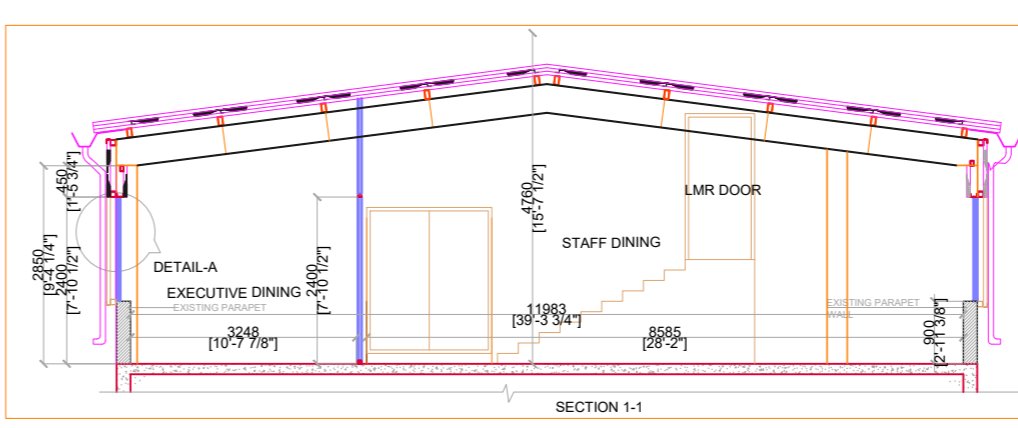 450
[1'-5 3/4"]
2850
[9'-4 1/4"]
2400
[7'-10 1/2"]
4760
[15'-7 1/2"]
LMR DOOR
STAFF DINING
DETAIL-A
EXECUTIVE DINING
EXISTING PARAPET
2400
[7'-10 1/2"]
EXISTING PARAPET
WALL
11983
[39'-3 3/4"]
3248
[10'-7 7/8"]
8585
[28'-2"]
900
[2'-11 3/8"]
SECTION 1-1